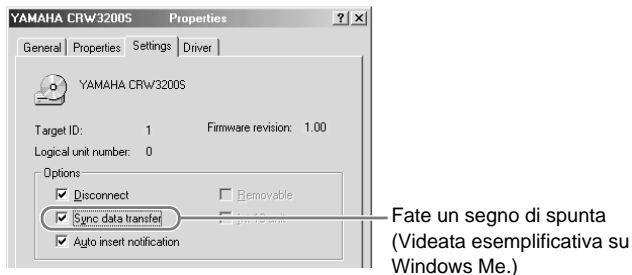 YAMAHA CRW3200S Properties
General Properties Settings Driver
YAMAHA CRW3200S
Target ID: 1 Firmware revision: 1.00
Logical unit number: 0
Options
Disconnect Removable
Sync data transfer
Auto insert notification
Fate un segno di spunta
(Videata esemplificativa su
Windows Me.)